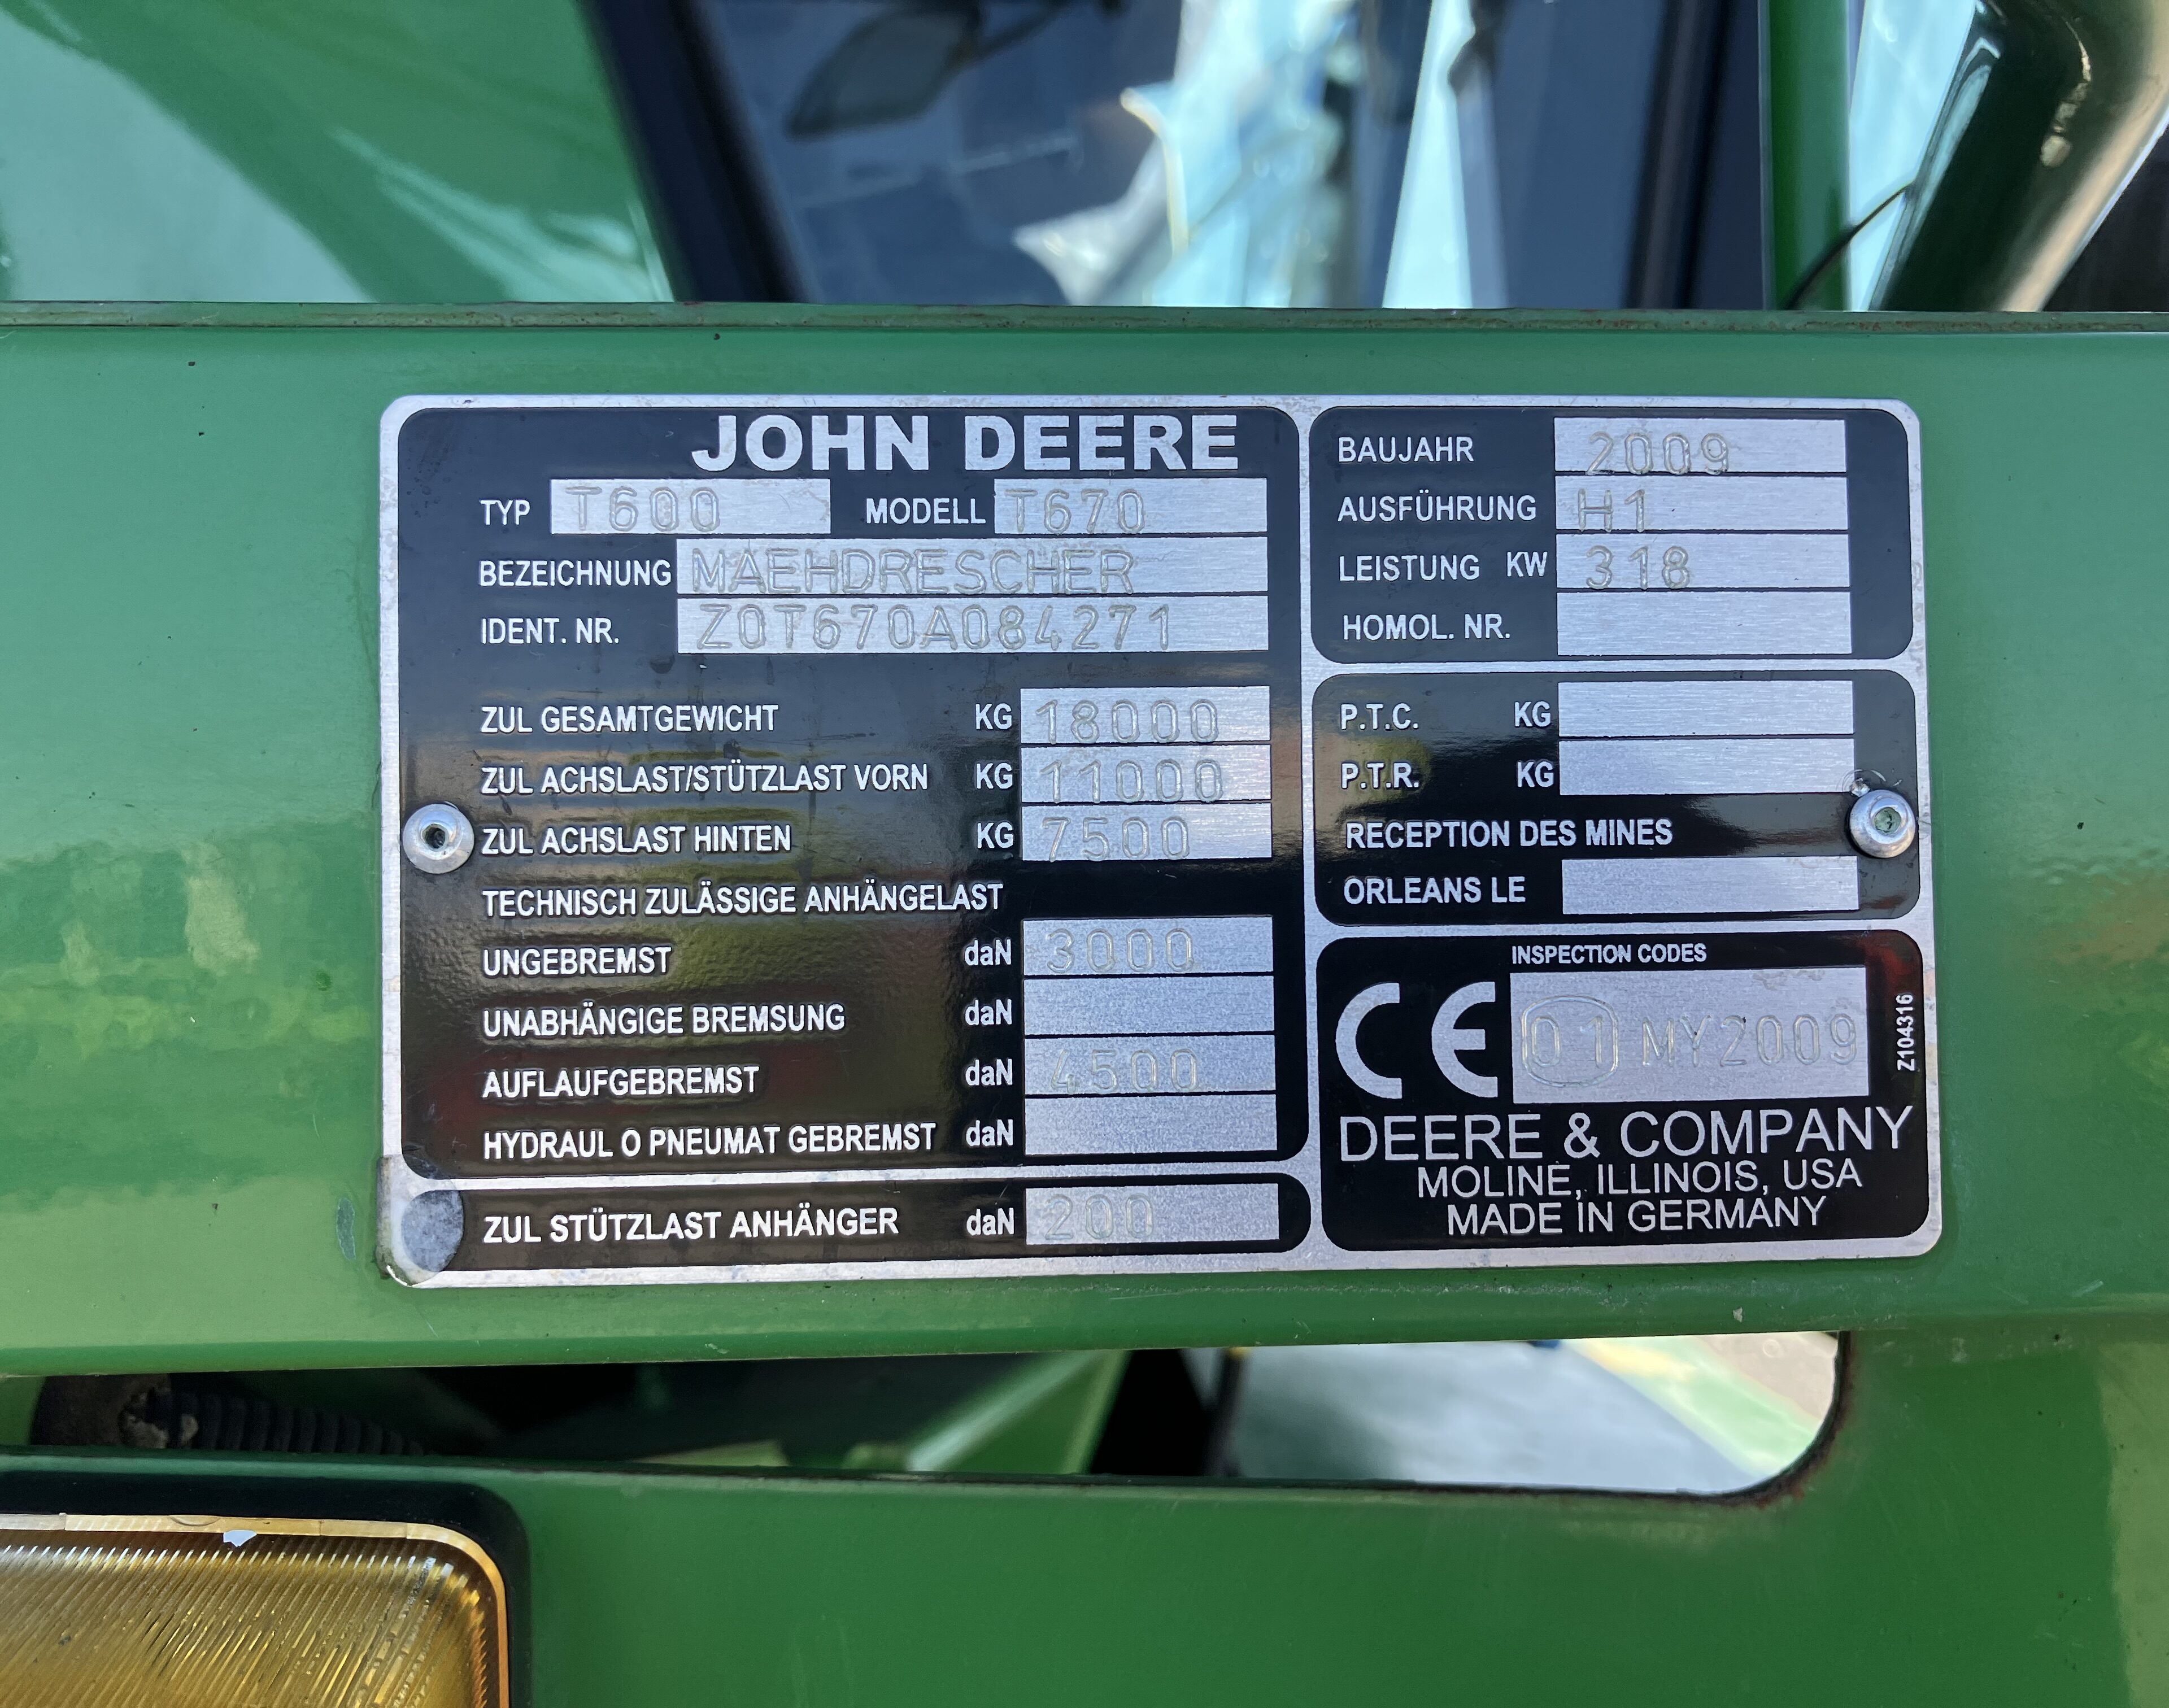 JOHN DEERE
TYP T600 MODELL T670
BEZEICHNUNG MAEHDRESCHER
IDENT. NR. Z0T670A084271
ZUL GESAMTGEWICHT KG 18000
ZUL ACHSLAST/STÜTZLAST VORN KG 11000
ZUL ACHSLAST HINTEN KG 7500
TECHNISCH ZULÄSSIGE ANHÄNGELAST
UNGEBREMST daN 3000
UNABHÄNGIGE BREMSUNG daN
AUFLAUFGEBREMST daN 4500
HYDRAUL O PNEUMAT GEBREMST daN
ZUL STÜTZLAST ANHÄNGER daN 200
BAUJAHR 2009
AUSFÜHRUNG H1
LEISTUNG KW 318
HOMOL. NR.
P.T.C. KG
P.T.R. KG
RECEPTION DES MINES
ORLEANS LE
INSPECTION CODES
CE 01 MY2009
Z104316
DEERE & COMPANY
MOLINE, ILLINOIS, USA
MADE IN GERMANY